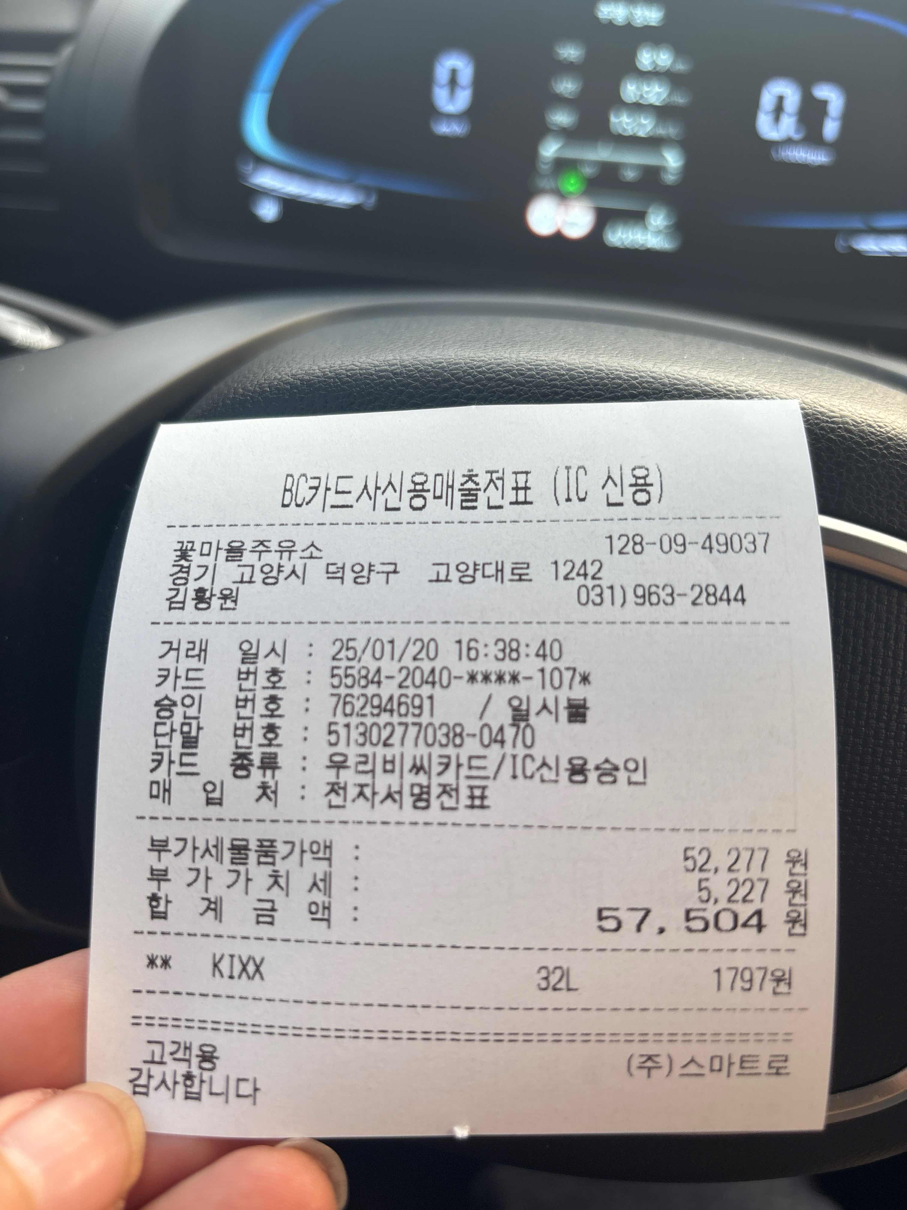 0
0.7
BC카드사신용매출전표 (IC 신용)
꽃마을주유소 128-09-49037
경기 고양시 덕양구 고양대로 1242
김황원 031)963-2844
거래 일시 : 25/01/20 16:38:40
카드 번호 : 5584-2040-****-107*
승인 번호 : 76294691 / 일시불
단말 번호 : 5130277038-0470
카드 종류 : 우리비씨카드/IC신용승인
매 입 처 : 전자서명전표
부가세물품가액 : 52,277 원
부 가 가 치 세 : 5,227 원
합 계 금 액 : 57,504 원
** KIXX 32L 1797원
고객용 (주)스마트로
감사합니다